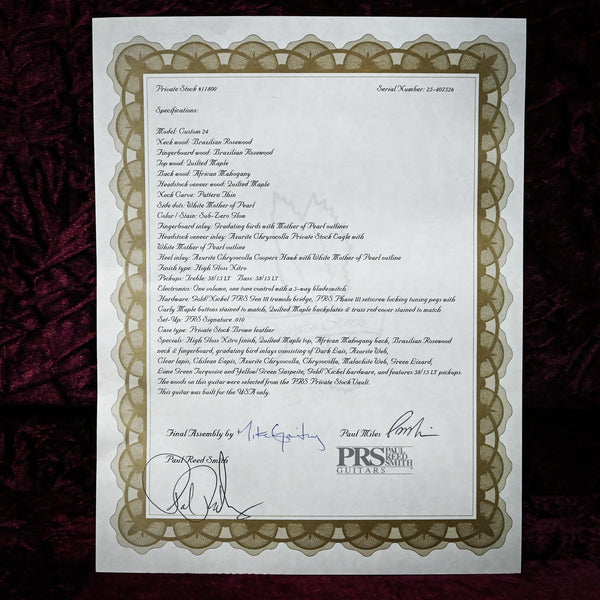 Private Stock #11800 Serial Number: 23-402326
Specifications:
Model: Custom 24
Neck wood: Brazilian Rosewood
Fingerboard wood: Brazilian Rosewood
Top wood: Quilted Maple
Back wood: African Mahogany
Headstock veneer wood: Quilted Maple
Neck Carve: Pattern Thin
Side dots: White Mother of Pearl
Color / Stain: Sub-Zero Glow
Fingerboard inlay: Gradating birds with Mother of Pearl outlines
Headstock veneer inlay: Azurite Chrysocolla Private Stock Eagle with
White Mother of Pearl outline
Heel inlay: Azurite Chrysocolla Coopers Hawk with White Mother of Pearl outline
Finish type: High Gloss Nitro
Pickups: Treble: 58/15 LT Bass: 58/15 LT
Electronics: One volume, one tone control with a 3-way bladeswitch
Hardware: Gold/Nickel PRS Gen III tremolo bridge, PRS Phase III setscrew locking tuning pegs with
Curly Maple buttons stained to match, Quilted Maple backplates & truss rod cover stained to match
Set-Up: PRS Signature .010
Case type: Private Stock Brown leather
Specials: High Gloss Nitro finish, Quilted Maple top, African Mahogany back, Brazilian Rosewood
neck & fingerboard, gradating bird inlays consisting of Dark Lais, Azurite Web,
Clear lapis, Chilean Lapis, Azurite Chrysocolla, Chrysocolla, Malachite Web, Green Lizard,
Lime Green Turquoise and Yellow/Green Gaspeite, Gold/Nickel hardware, and features 58/15 LT pickups.
The woods on this guitar were selected from the PRS Private Stock Vault.
This guitar was built for the USA only.
Final Assembly by Paul Miles
Paul Reed Smith
PRS PAUL REED SMITH
GUITARS